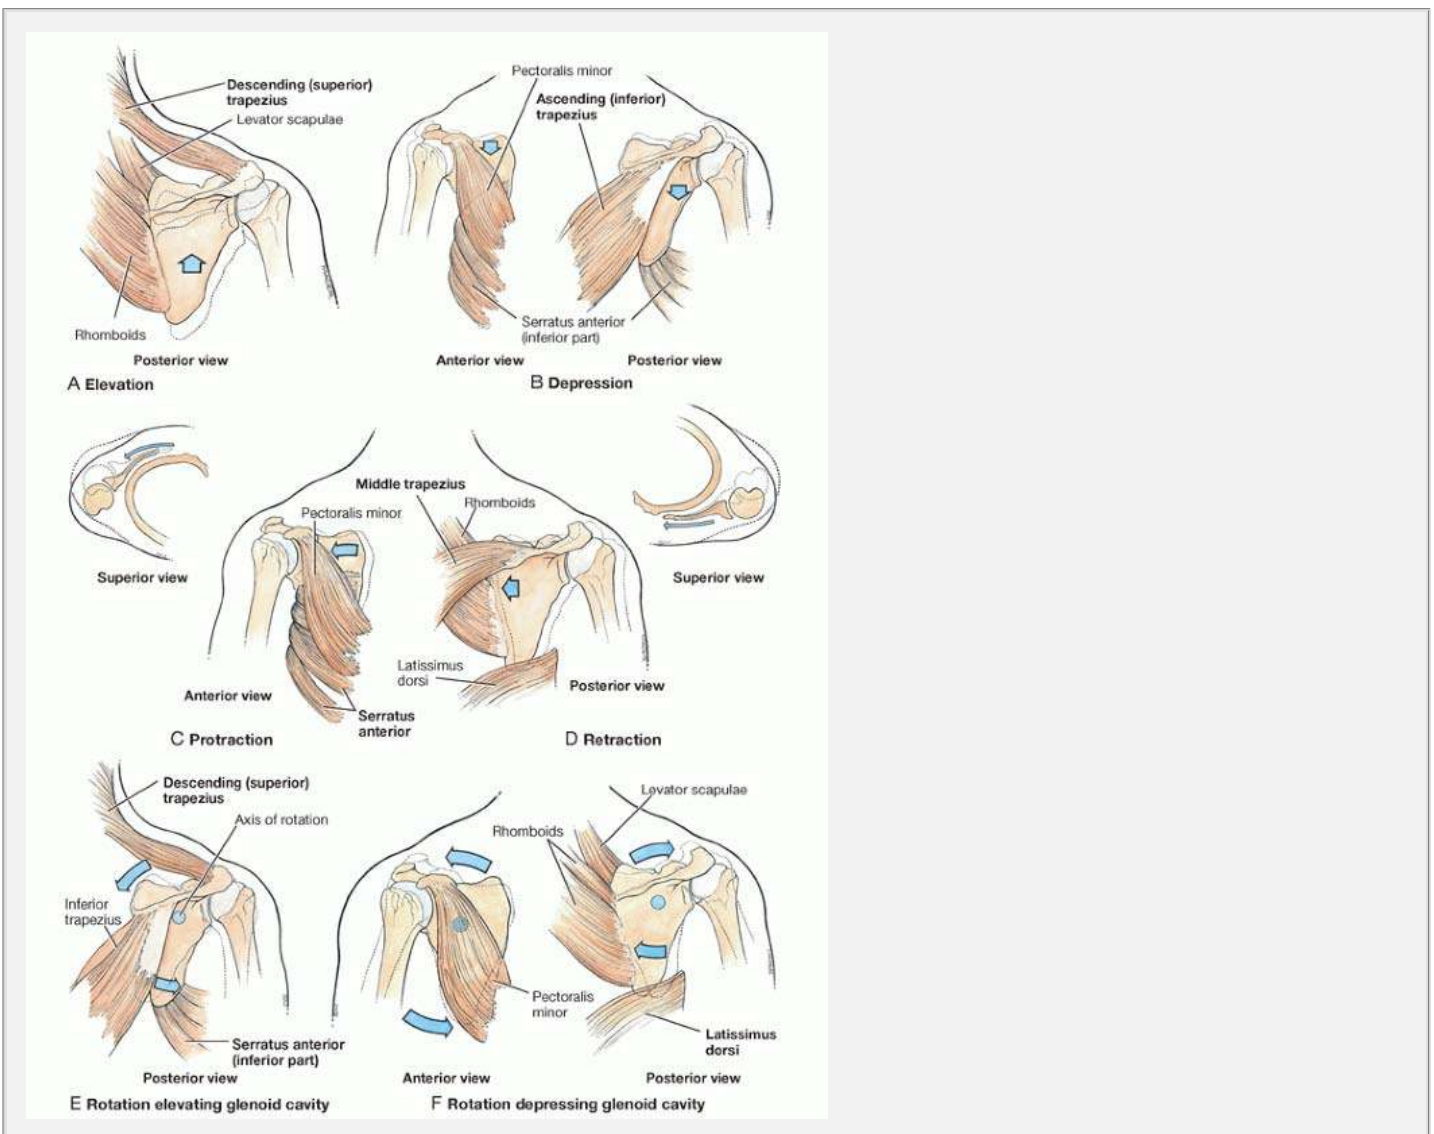 Descending (superior)
trapezius
Levator scapulae
Rhomboids
Posterior view
A Elevation
Pectoralis minor
Ascending (inferior)
trapezius
Serratus anterior
(inferior part)
Anterior view
Posterior view
B Depression
Superior view
Pectoralis minor
Anterior view
Serratus
anterior
C Protraction
Middle trapezius
Rhomboids
Latissimus
dorsi
Posterior view
Superior view
D Retraction
Descending (superior)
trapezius
Axis of rotation
Inferior
trapezius
Serratus anterior
(inferior part)
Posterior view
E Rotation elevating glenoid cavity
Levator scapulae
Rhomboids
Pectoralis
minor
Latissimus
dorsi
Anterior view
Posterior view
F Rotation depressing glenoid cavity